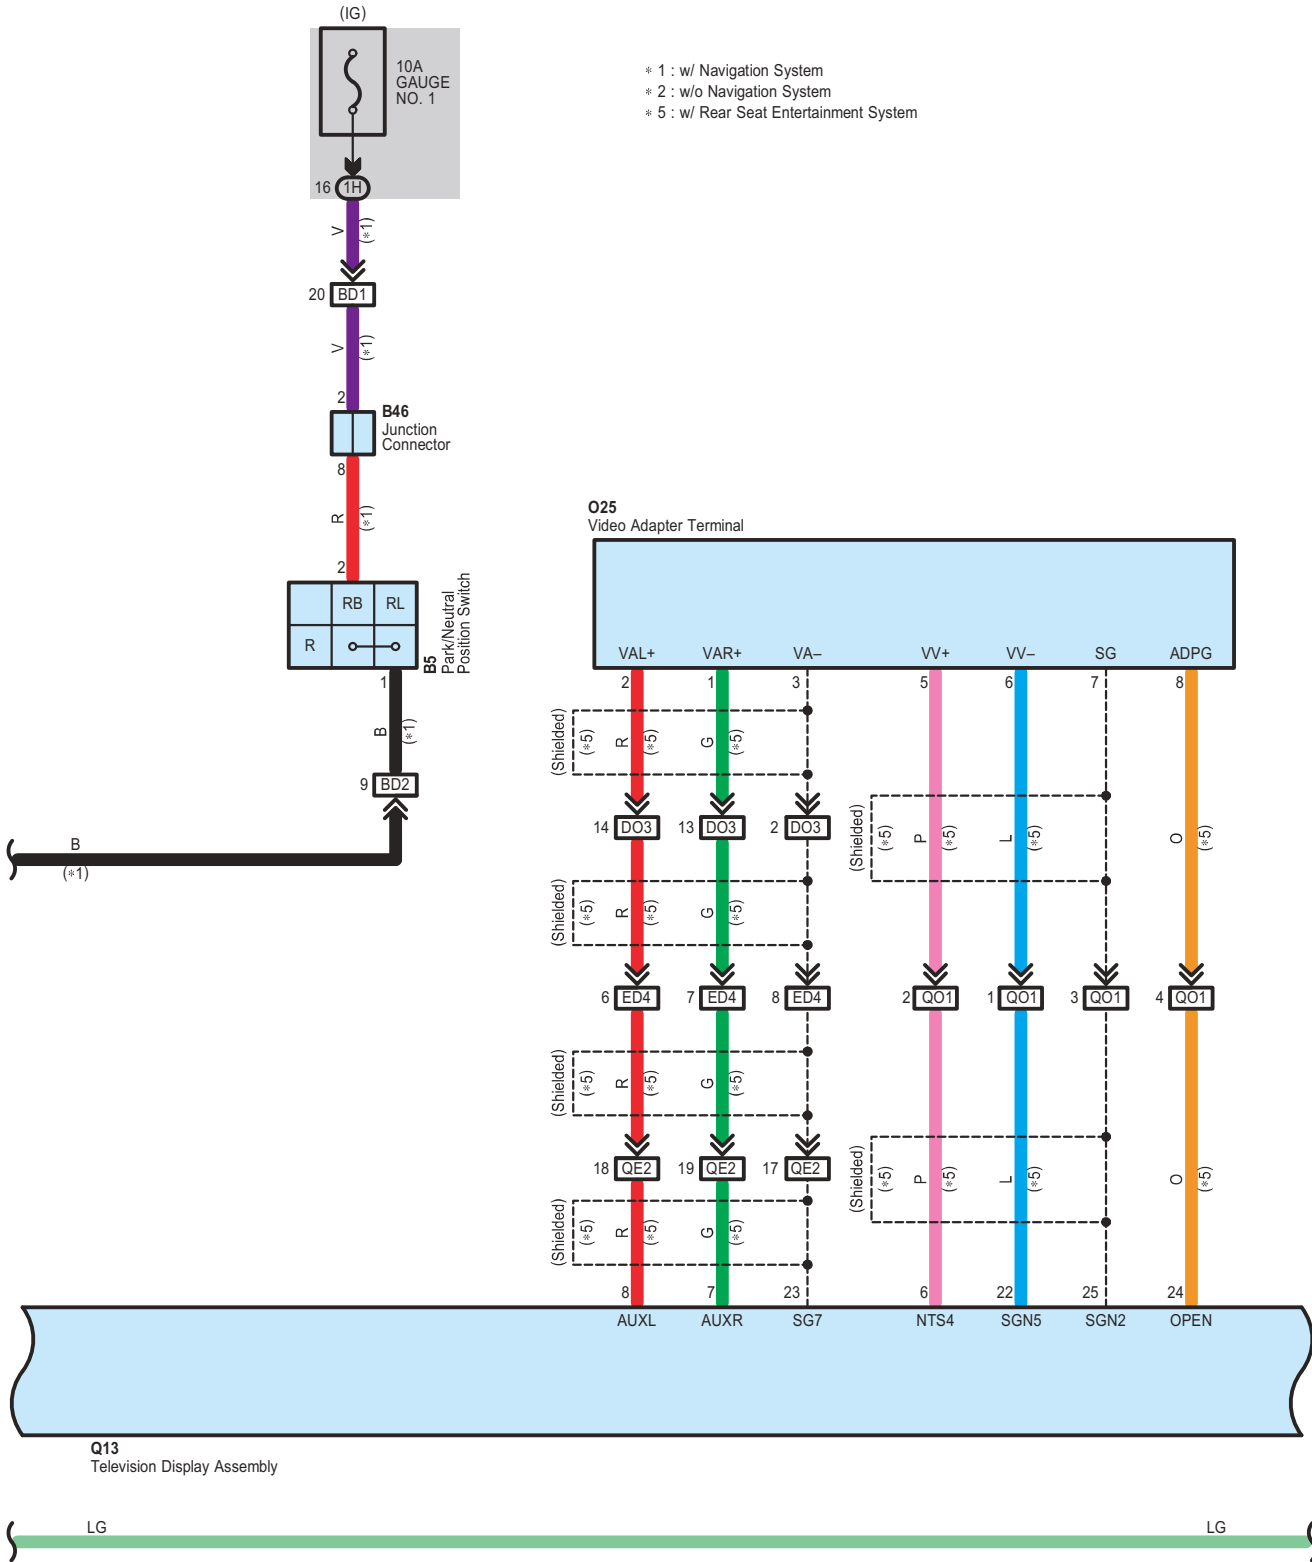 (IG)
10A
GAUGE
NO. 1
16 1H
∗ 1 : w/ Navigation System
∗ 2 : w/o Navigation System
∗ 5 : w/ Rear Seat Entertainment System
V
(∗1)
20 BD1
V
(∗1)
2
B46
Junction
Connector
8
R
(∗1)
2
RB RL
R
B5
Park/Neutral
Position Switch
1
B
(∗1)
9 BD2
B
(∗1)
O25
Video Adapter Terminal
VAL+ VAR+ VA– VV+ VV– SG ADPG
2 1 3 5 6 7 8
(Shielded)
(∗5)
R
(∗5)
G
(∗5)
14 DO3 13 DO3 2 DO3
(Shielded)
(∗5)
P
(∗5)
L
(∗5)
O
(∗5)
(Shielded)
(∗5)
R
(∗5)
G
(∗5)
6 ED4 7 ED4 8 ED4 2 QO1 1 QO1 3 QO1 4 QO1
(Shielded)
(∗5)
R
(∗5)
G
(∗5)
18 QE2 19 QE2 17 QE2
(Shielded)
(∗5)
P
(∗5)
L
(∗5)
O
(∗5)
(Shielded)
(∗5)
R
(∗5)
G
(∗5)
8 7 23 6 22 25 24
AUXL AUXR SG7 NTS4 SGN5 SGN2 OPEN
Q13
Television Display Assembly
LG LG